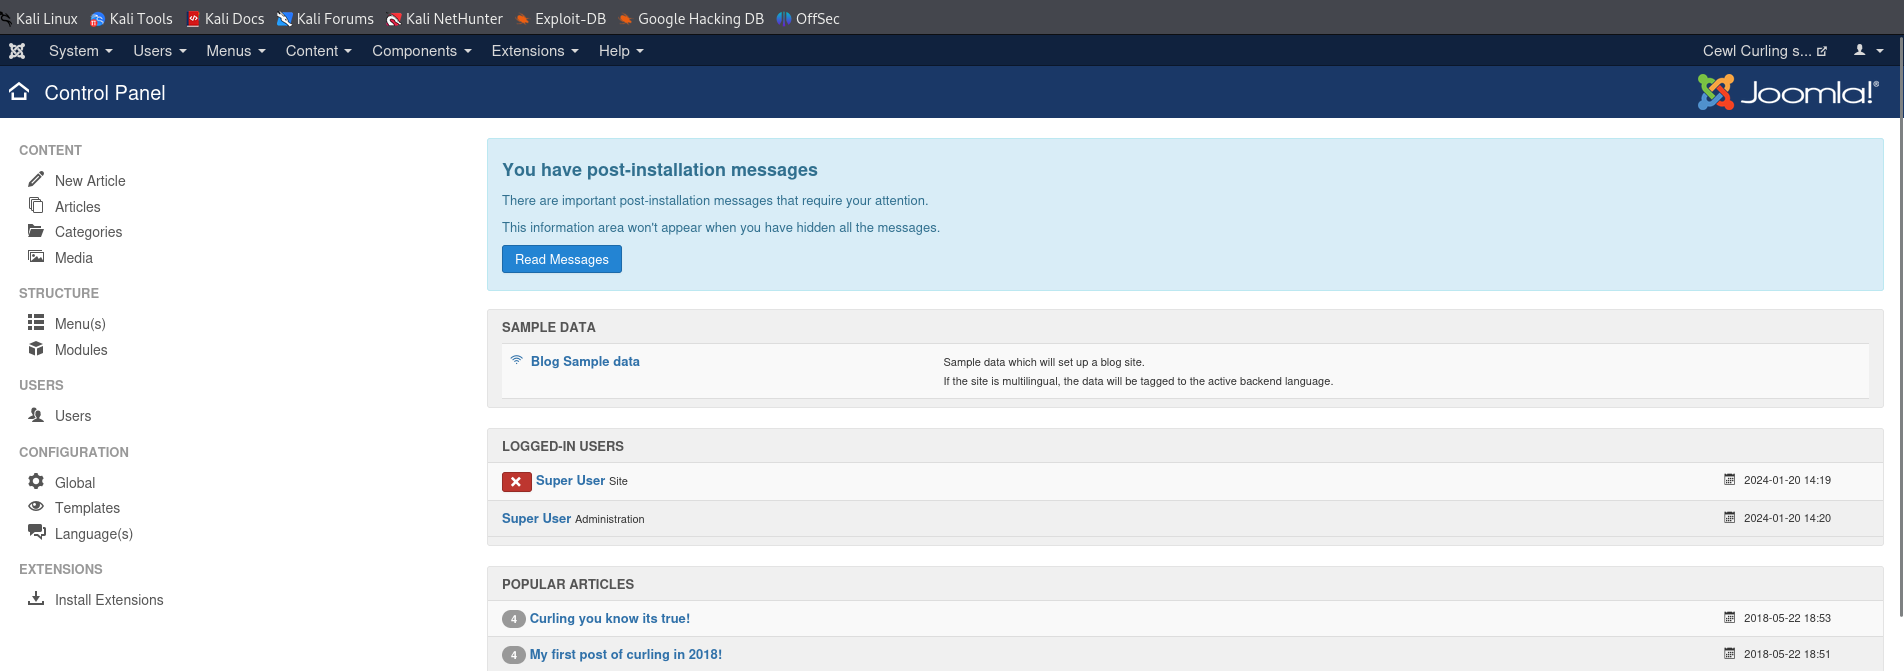 Kali Linux Kali Tools Kali Docs Kali Forums Kali NetHunter Exploit-DB Google Hacking DB OffSec
System Users Menus Content Components Extensions Help Cewl Curling s...
Control Panel Joomla!®
CONTENT
New Article
Articles
Categories
Media
STRUCTURE
Menu(s)
Modules
USERS
Users
CONFIGURATION
Global
Templates
Language(s)
EXTENSIONS
Install Extensions
You have post-installation messages
There are important post-installation messages that require your attention.
This information area won't appear when you have hidden all the messages.
Read Messages
SAMPLE DATA
Blog Sample data Sample data which will set up a blog site.
If the site is multilingual, the data will be tagged to the active backend language.
LOGGED-IN USERS
Super User Site 2024-01-20 14:19
Super User Administration 2024-01-20 14:20
POPULAR ARTICLES
4 Curling you know its true! 2018-05-22 18:53
4 My first post of curling in 2018! 2018-05-22 18:51